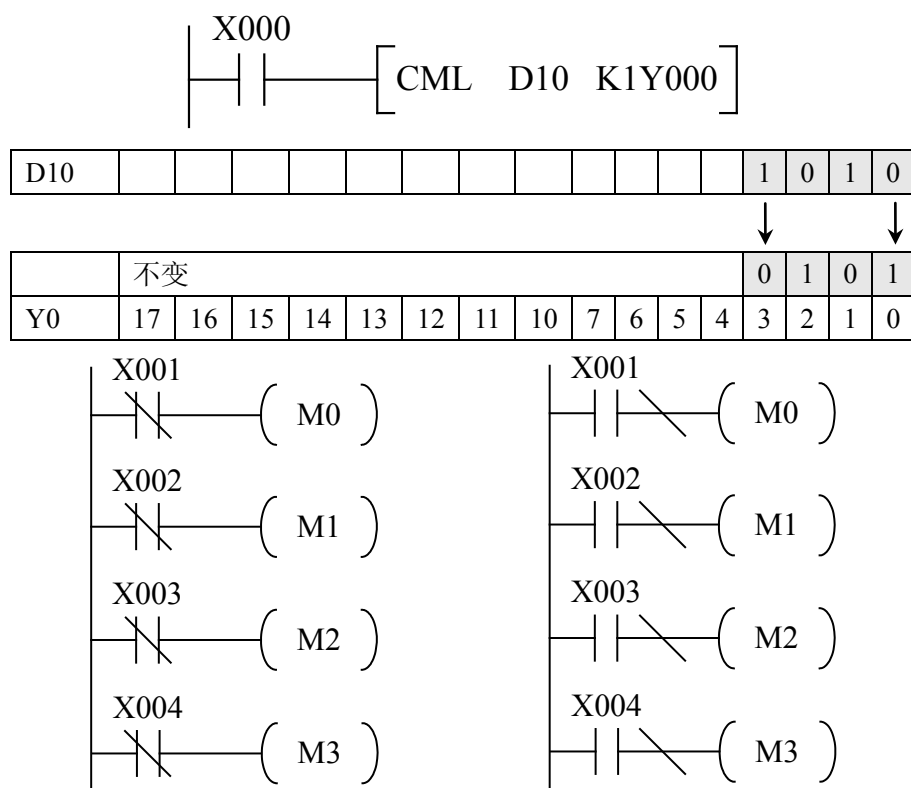 X000
CML D10 K1Y000
D10 1 0 1 0
不变 0 1 0 1
Y0 17 16 15 14 13 12 11 10 7 6 5 4 3 2 1 0
X001 X001
M0 M0
X002 X002
M1 M1
X003 X003
M2 M2
X004 X004
M3 M3